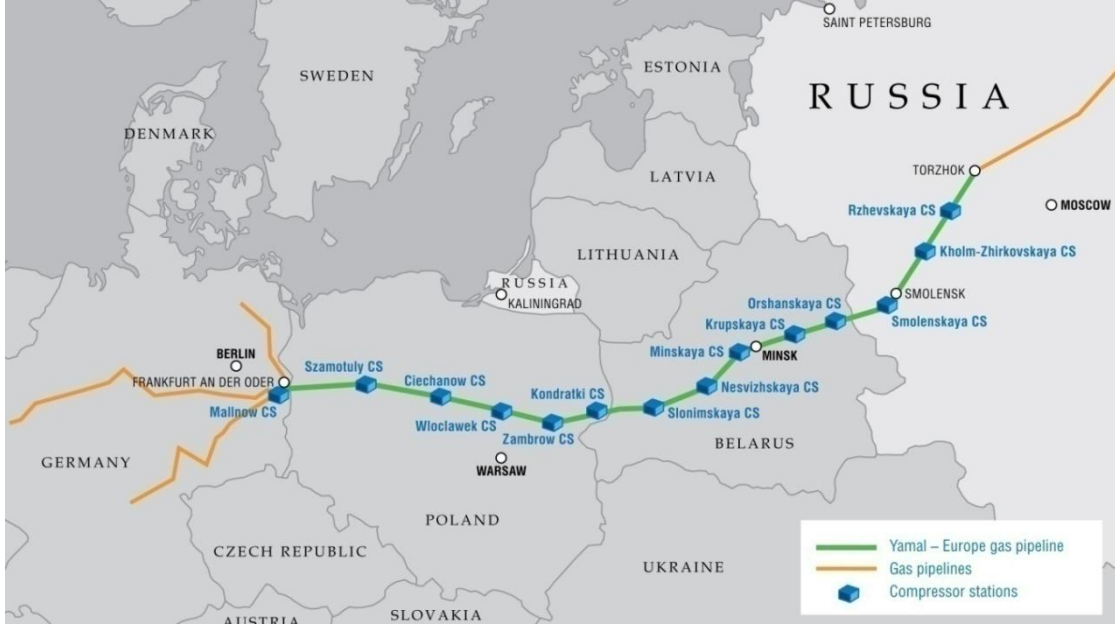 SAINT PETERSBURG
SWEDEN
ESTONIA
RUSSIA
DENMARK
LATVIA
TORZHOK
MOSCOW
Rzhevskaya CS
Kholm-Zhirkovskaya CS
LITHUANIA
RUSSIA
KALININGRAD
SMOLENSK
Orshanskaya CS
Smolenskaya CS
Krupskaya CS
Minskaya CS
MINSK
BERLIN
Szamotuly CS
FRANKFURT AN DER ODER
Ciechanow CS
Kondratki CS
Nesvizhskaya CS
Mallnow CS
Wloclawek CS
Slonimskaya CS
Zambrow CS
BELARUS
GERMANY
WARSAW
POLAND
CZECH REPUBLIC
UKRAINE
SLOVAKIA
AUSTRIA
Yamal – Europe gas pipeline
Gas pipelines
Compressor stations